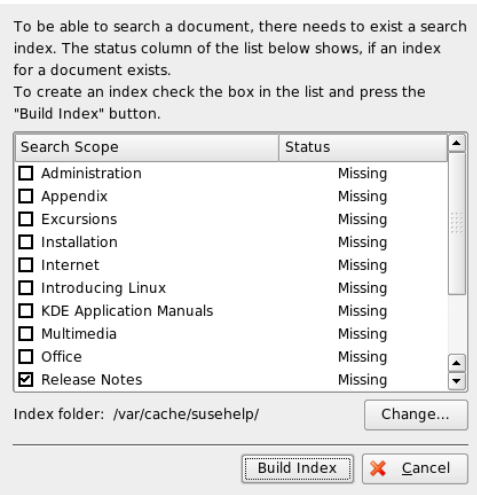 To be able to search a document, there needs to exist a search
index. The status column of the list below shows, if an index
for a document exists.
To create an index check the box in the list and press the
"Build Index" button.
Search Scope Status
Administration Missing
Appendix Missing
Excursions Missing
Installation Missing
Internet Missing
Introducing Linux Missing
KDE Application Manuals Missing
Multimedia Missing
Office Missing
Release Notes Missing
Index folder: /var/cache/susehelp/ Change...
Build Index Cancel